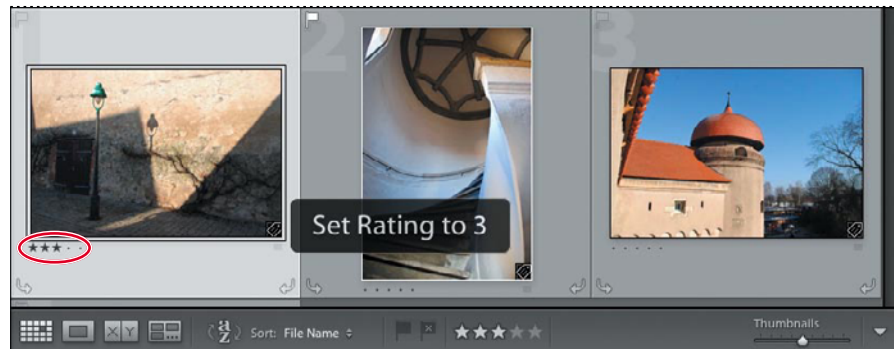 1 2 3
Set Rating to 3
X Y
a
z
Sort: File Name
Thumbnails